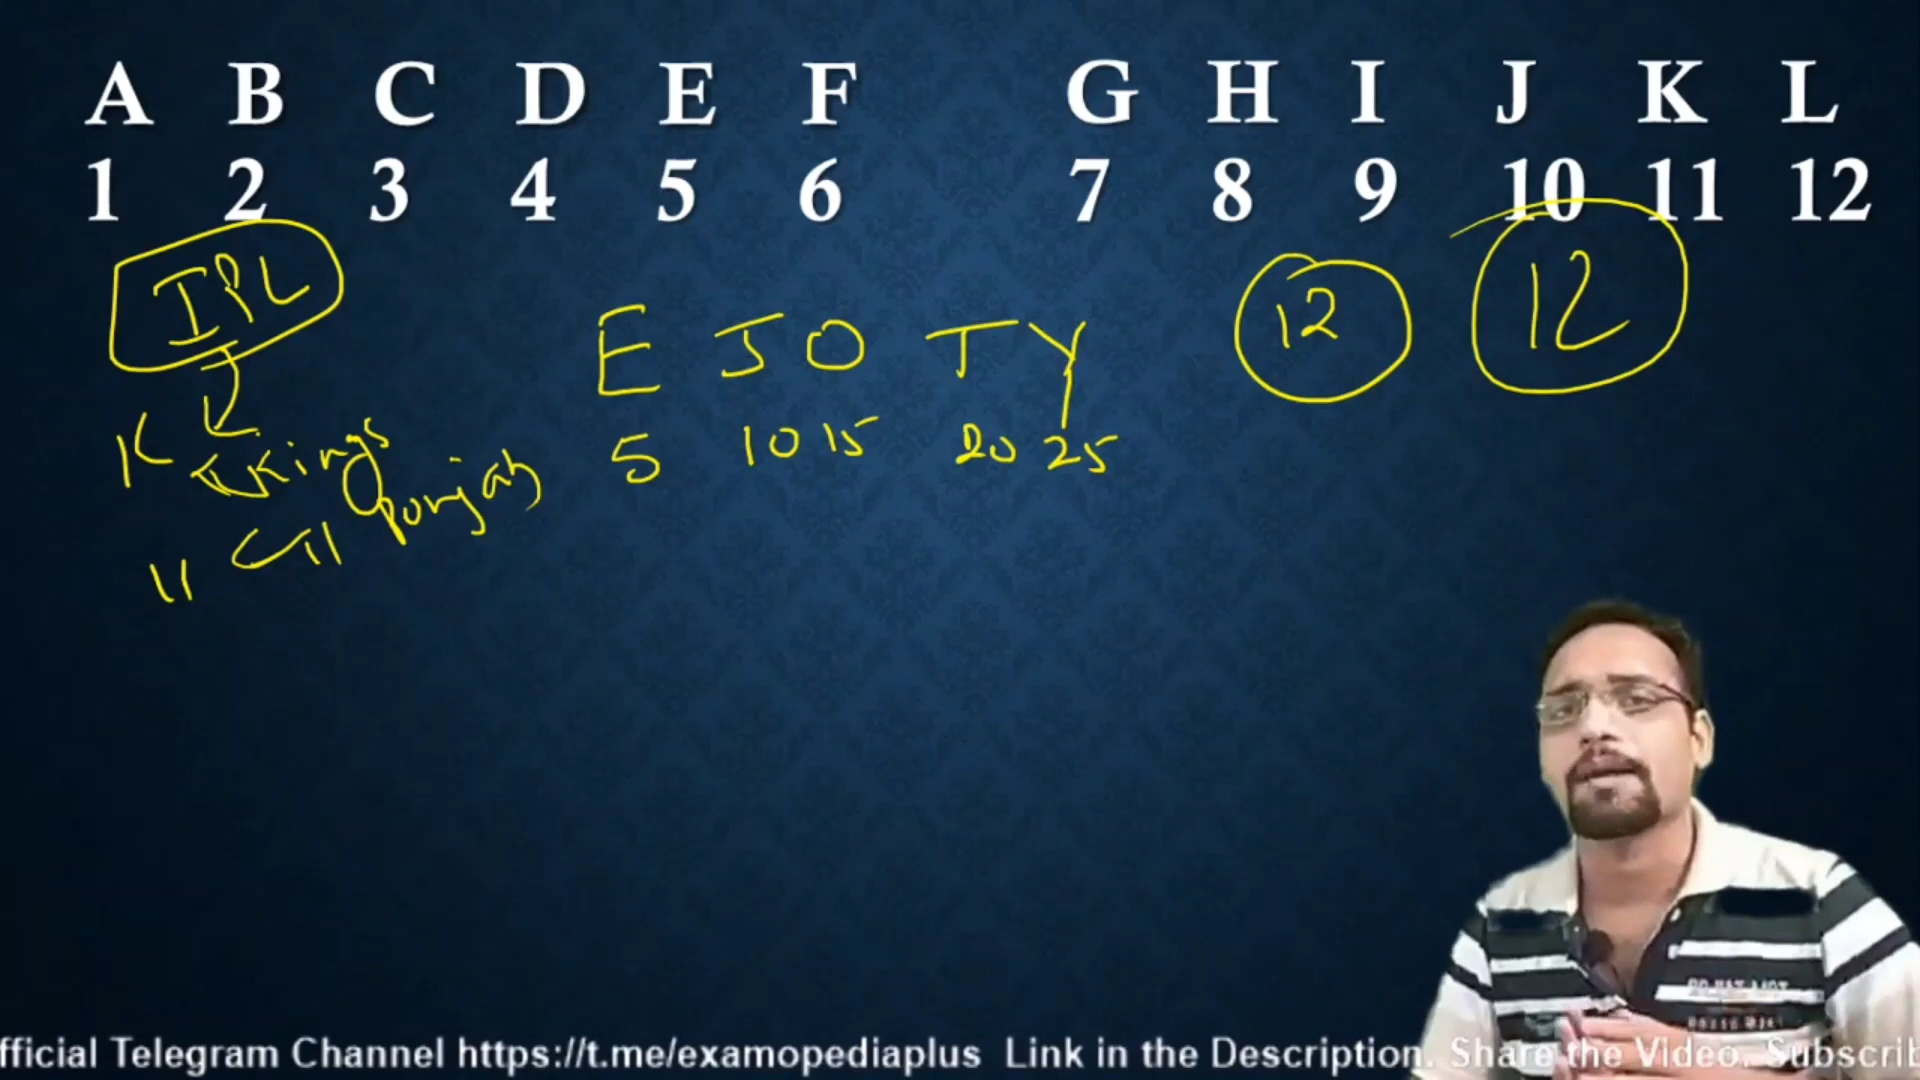 A B C D E F G H I J K L
1 2 3 4 5 6 7 8 9 10 11 12
IPL
E J O T Y
12 12
K Kings
5 10 15 20 25
Punjab
11 11
fficial Telegram Channel https://t.me/examopediaplus Link in the Description. Share the Video. Subscrib